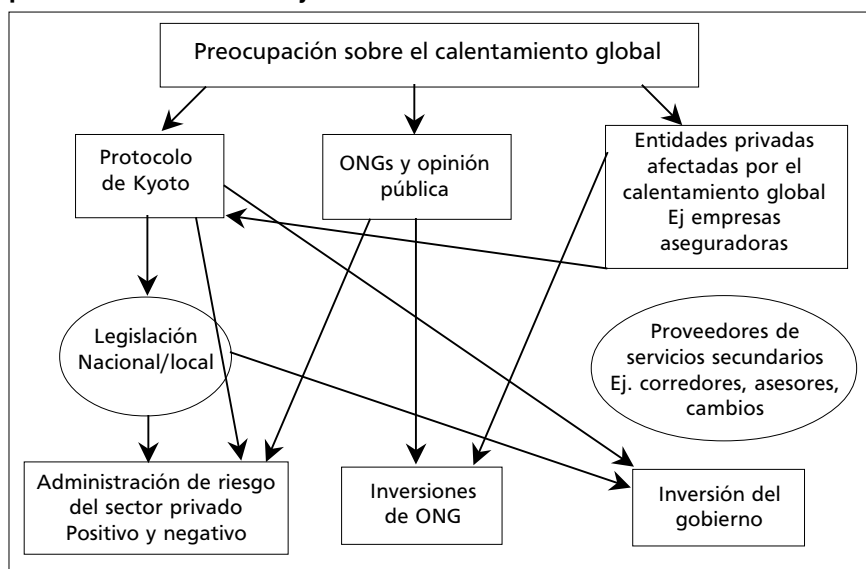 Preocupación sobre el calentamiento global
Protocolo
de Kyoto
ONGs y opinión
pública
Entidades privadas
afectadas por el
calentamiento global
Ej empresas
aseguradoras
Legislación
Nacional/local
Proveedores de
servicios secundarios
Ej. corredores, asesores,
cambios
Administración de riesgo
del sector privado
Positivo y negativo
Inversiones
de ONG
Inversión del
gobierno